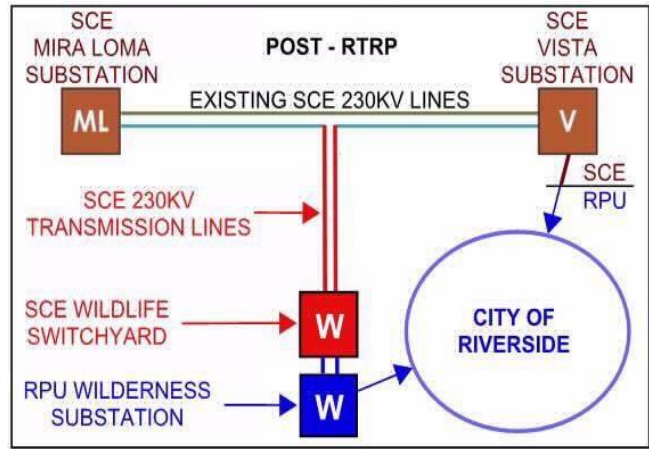 SCE
MIRA LOMA
SUBSTATION
POST - RTRP
SCE
VISTA
SUBSTATION
EXISTING SCE 230KV LINES
ML
V
SCE
RPU
SCE 230KV
TRANSMISSION LINES
SCE WILDLIFE
SWITCHYARD
W
CITY OF
RIVERSIDE
RPU WILDERNESS
SUBSTATION
W